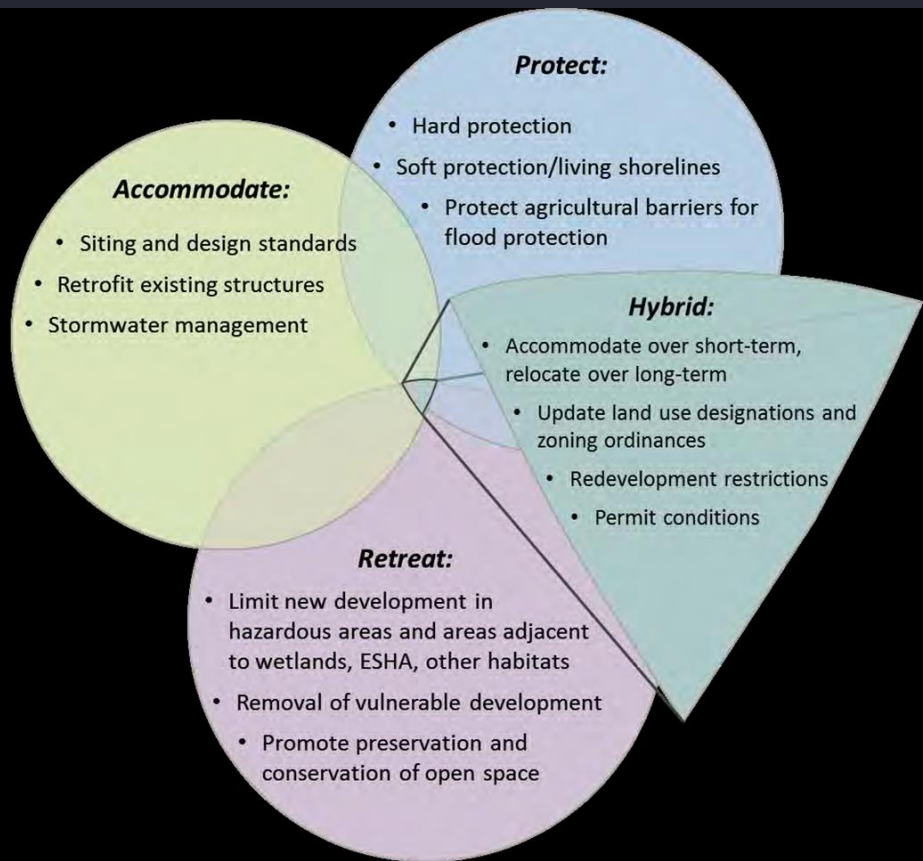 Protect:
• Hard protection
• Soft protection/living shorelines
• Protect agricultural barriers for
flood protection
Accommodate:
• Siting and design standards
• Retrofit existing structures
• Stormwater management
Hybrid:
• Accommodate over short-term,
relocate over long-term
• Update land use designations and
zoning ordinances
• Redevelopment restrictions
• Permit conditions
Retreat:
• Limit new development in
hazardous areas and areas adjacent
to wetlands, ESHA, other habitats
• Removal of vulnerable development
• Promote preservation and
conservation of open space